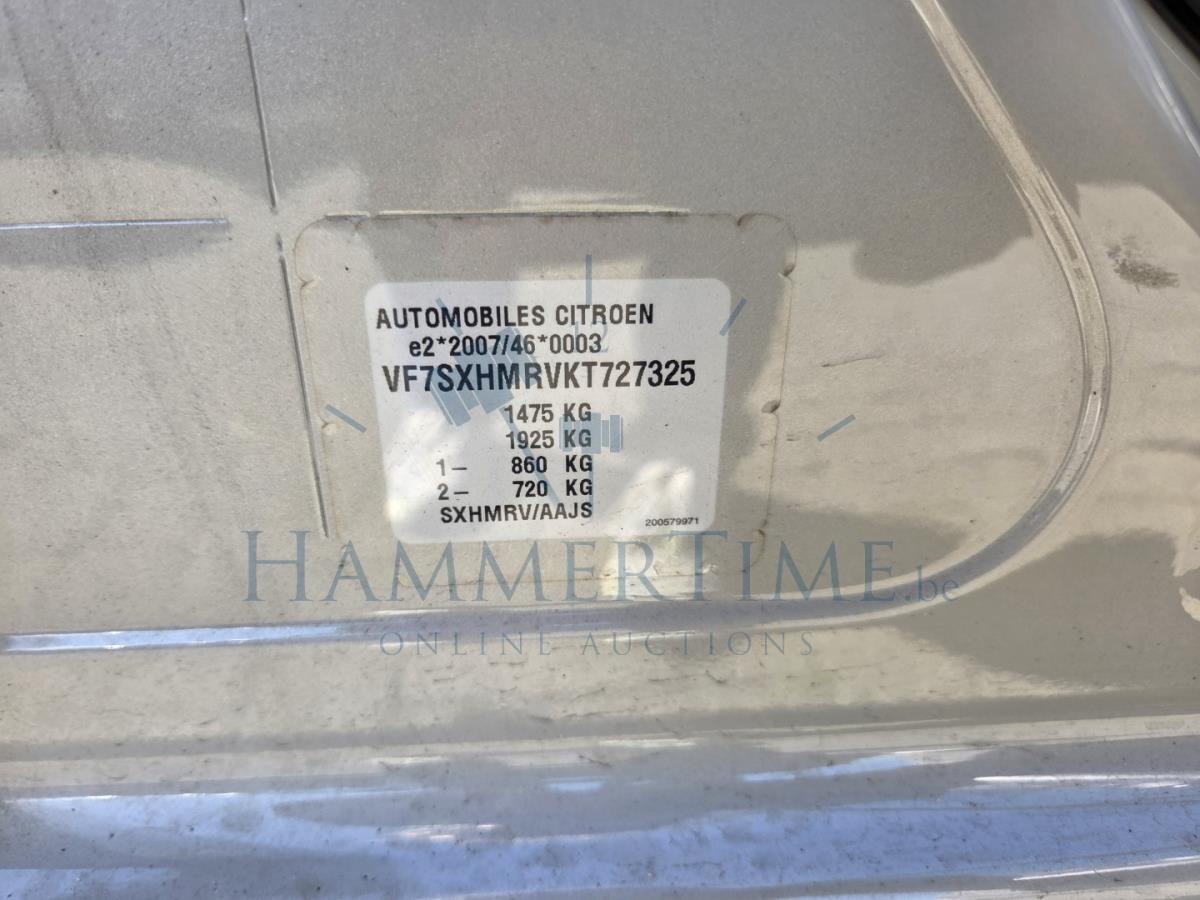 AUTOMOBILES CITROEN
e2*2007/46*0003
VF7SXHMRVKT727325
1475 KG
1925 KG
1- 860 KG
2- 720 KG
SXHMRV/AAJS
200579971
12
HAMMERTIME.be
ONLINE AUCTIONS